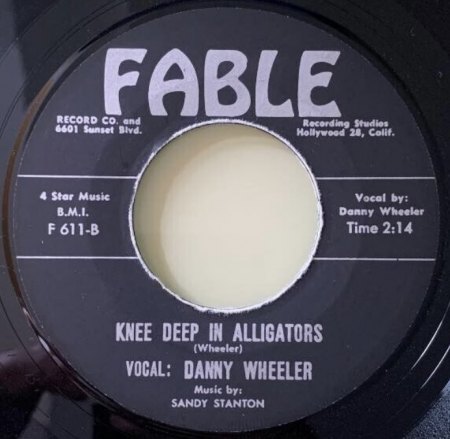 FABLE
RECORD CO. and
6601 Sunset Blvd.
Recording Studios
Hollywood 28, Calif.
4 Star Music
B.M.I.
F 611-B
Vocal by:
Danny Wheeler
Time 2:14
KNEE DEEP IN ALLIGATORS
(Wheeler)
VOCAL: DANNY WHEELER
Music by:
SANDY STANTON